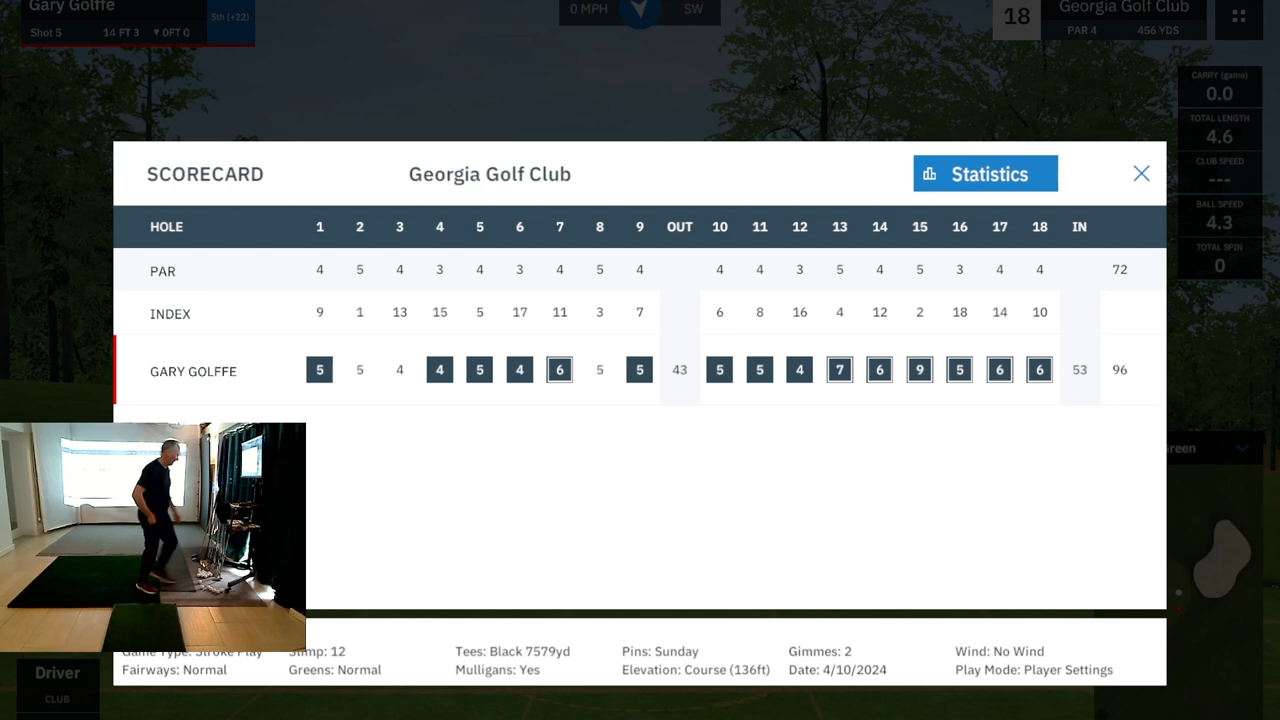 Gary Golffe
5th (+22)
Shot 5 14 FT 3 ▼ 0FT 0
0 MPH SW
18 Georgia Golf Club
PAR 4 456 YDS
CARRY (game)
0.0
TOTAL LENGTH
4.6
CLUB SPEED
---
BALL SPEED
4.3
TOTAL SPIN
0
SCORECARD Georgia Golf Club Statistics
HOLE 1 2 3 4 5 6 7 8 9 OUT 10 11 12 13 14 15 16 17 18 IN
PAR 4 5 4 3 4 3 4 5 4 4 4 3 5 4 5 3 4 4 72
INDEX 9 1 13 15 5 17 11 3 7 6 8 16 4 12 2 18 14 10
GARY GOLFFE 5 5 4 4 5 4 6 5 5 43 5 5 4 7 6 9 5 6 6 53 96
Game Type: Stroke Play Stimp: 12 Tees: Black 7579yd Pins: Sunday Gimmes: 2 Wind: No Wind
Fairways: Normal Greens: Normal Mulligans: Yes Elevation: Course (136ft) Date: 4/10/2024 Play Mode: Player Settings
Driver
CLUB